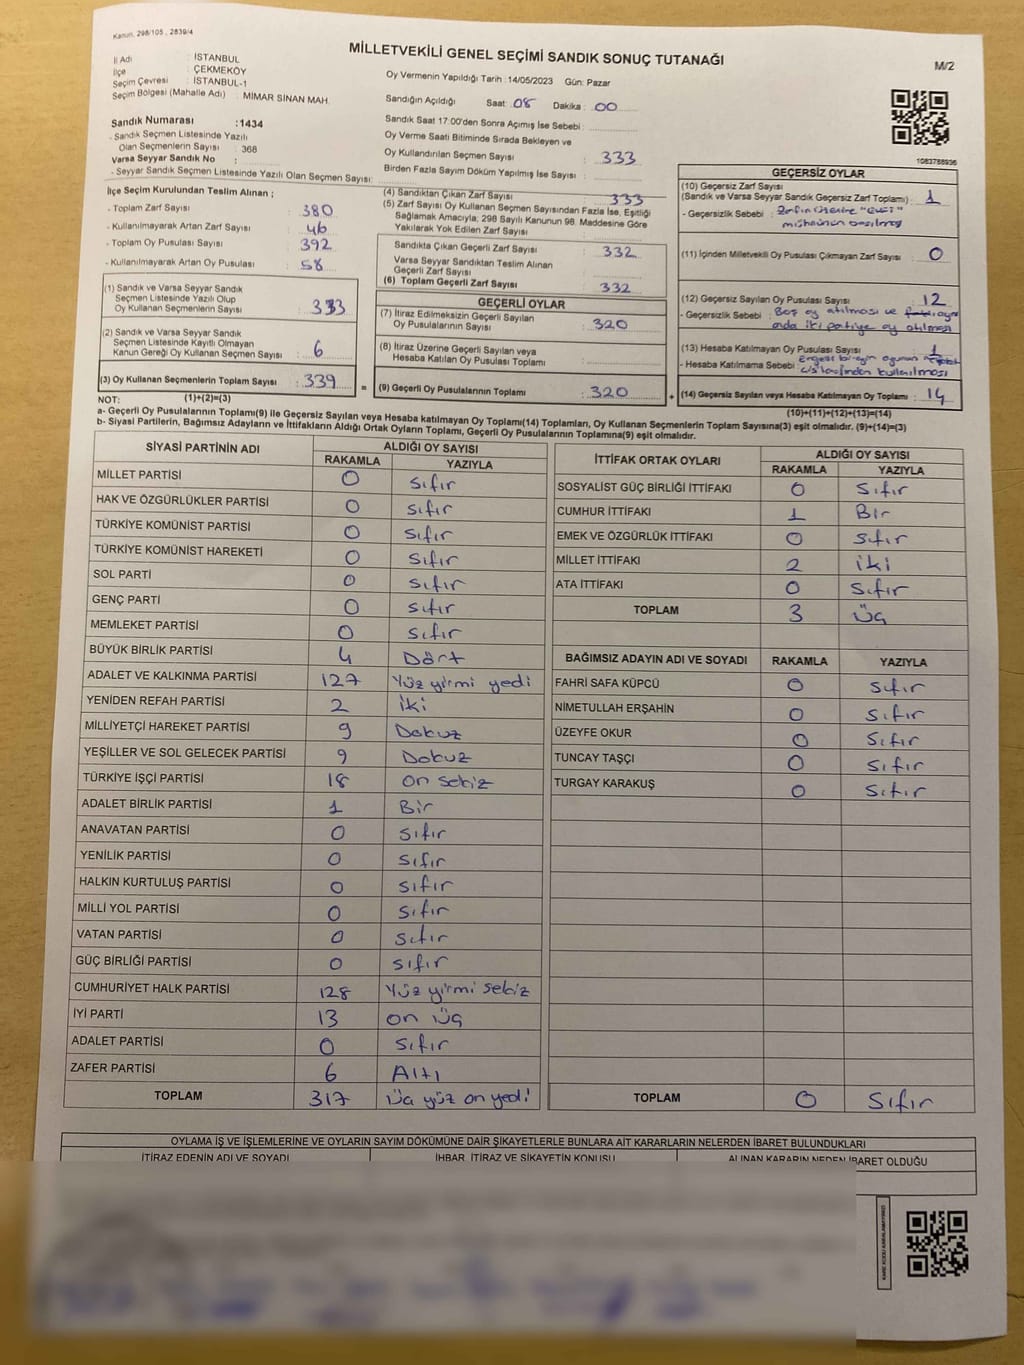 Kanun, 298/105 , 2839/4
MİLLETVEKİLİ GENEL SEÇİMİ SANDIK SONUÇ TUTANAĞI
M/2
İl Adı : İSTANBUL
İlçe : ÇEKMEKÖY
Seçim Çevresi : İSTANBUL-1
Seçim Bölgesi (Mahalle Adı) : MİMAR SİNAN MAH.
Oy Vermenin Yapıldığı Tarih : 14/05/2023 Gün: Pazar
Sandığın Açıldığı Saat : 08 Dakika : 00
Sandık Saat 17:00'den Sonra Açımış İse Sebebi :
Oy Verme Saati Bitiminde Sırada Bekleyen ve
Oy Kullandırılan Seçmen Sayısı : 333
Birden Fazla Sayım Döküm Yapılmış İse Sayısı :
Sandık Numarası : 1434
- Sandık Seçmen Listesinde Yazılı
Olan Seçmenlerin Sayısı : 368
Varsa Seyyar Sandık No :
- Seyyar Sandık Seçmen Listesinde Yazılı Olan Seçmen Sayısı:
1083788936
İlçe Seçim Kurulundan Teslim Alınan ;
- Toplam Zarf Sayısı : 380
- Kullanılmayarak Artan Zarf Sayısı : 46
- Toplam Oy Pusulası Sayısı : 392
- Kullanılmayarak Artan Oy Pusulası : 58
(1) Sandık ve Varsa Seyyar Sandık
Seçmen Listesinde Yazılı Olup
Oy Kullanan Seçmenlerin Sayısı : 333
(2) Sandık ve Varsa Seyyar Sandık
Seçmen Listesinde Kayıtlı Olmayan
Kanun Gereği Oy Kullanan Seçmen Sayısı : 6
(3) Oy Kullanan Seçmenlerin Toplam Sayısı : 339 =
(4) Sandıktan Çıkan Zarf Sayısı : 333
(5) Zarf Sayısı Oy Kullanan Seçmen Sayısından Fazla İse, Eşitliği
Sağlamak Amacıyla; 298 Sayılı Kanunun 98. Maddesine Göre
Yakılarak Yok Edilen Zarf Sayısı :
Sandıkta Çıkan Geçerli Zarf Sayısı : 332
Varsa Seyyar Sandıktan Teslim Alınan
Geçerli Zarf Sayısı :
(6) Toplam Geçerli Zarf Sayısı : 332
GEÇERLİ OYLAR
(7) İtiraz Edilmeksizin Geçerli Sayılan
Oy Pusulalarının Sayısı : 320
(8) İtiraz Üzerine Geçerli Sayılan veya
Hesaba Katılan Oy Pusulası Toplamı :
(9) Geçerli Oy Pusulalarının Toplamı : 320 +
GEÇERSİZ OYLAR
(10) Geçersiz Zarf Sayısı
(Sandık ve Varsa Seyyar Sandık Geçersiz Zarf Toplamı) : 1
- Geçersizlik Sebebi : Zarfın üzerine "Evet"
mührünün basılması
(11) İçinden Milletvekili Oy Pusulası Çıkmayan Zarf Sayısı : 0
(12) Geçersiz Sayılan Oy Pusulası Sayısı : 12
- Geçersizlik Sebebi : Boş oy atılması ve aynı
anda iki partiye oy atılması
(13) Hesaba Katılmayan Oy Pusulası Sayısı : 1
- Hesaba Katılmama Sebebi : Engelli bireyin oyunun
kullanılması
(14) Geçersiz Sayılan veya Hesaba Katılmayan Oy Toplamı : 14
NOT: (1)+(2)=(3)
(10)+(11)+(12)+(13)=(14)
a- Geçerli Oy Pusulalarının Toplamı(9) ile Geçersiz Sayılan veya Hesaba katılmayan Oy Toplamı(14) Toplamları, Oy Kullanan Seçmenlerin Toplam Sayısına(3) eşit olmalıdır. (9)+(14)=(3)
b- Siyasi Partilerin, Bağımsız Adayların ve İttifakların Aldığı Ortak Oyların Toplamı, Geçerli Oy Pusulalarının Toplamına(9) eşit olmalıdır.
SİYASİ PARTİNİN ADI ALDIĞI OY SAYISI
RAKAMLA YAZIYLA
MİLLET PARTİSİ 0 Sıfır
HAK VE ÖZGÜRLÜKLER PARTİSİ 0 Sıfır
TÜRKİYE KOMÜNİST PARTİSİ 0 Sıfır
TÜRKİYE KOMÜNİST HAREKETİ 0 Sıfır
SOL PARTİ 0 Sıfır
GENÇ PARTİ 0 Sıfır
MEMLEKET PARTİSİ 0 Sıfır
BÜYÜK BİRLİK PARTİSİ 4 Dört
ADALET VE KALKINMA PARTİSİ 127 Yüz yirmi yedi
YENİDEN REFAH PARTİSİ 2 İki
MİLLİYETÇİ HAREKET PARTİSİ 9 Dokuz
YEŞİLLER VE SOL GELECEK PARTİSİ 9 Dokuz
TÜRKİYE İŞÇİ PARTİSİ 18 On sekiz
ADALET BİRLİK PARTİSİ 1 Bir
ANAVATAN PARTİSİ 0 Sıfır
YENİLİK PARTİSİ 0 Sıfır
HALKIN KURTULUŞ PARTİSİ 0 Sıfır
MİLLİ YOL PARTİSİ 0 Sıfır
VATAN PARTİSİ 0 Sıfır
GÜÇ BİRLİĞİ PARTİSİ 0 Sıfır
CUMHURİYET HALK PARTİSİ 128 Yüz yirmi sekiz
İYİ PARTİ 13 On üç
ADALET PARTİSİ 0 Sıfır
ZAFER PARTİSİ 6 Altı
TOPLAM 317 Üç yüz on yedi
İTTİFAK ORTAK OYLARI ALDIĞI OY SAYISI
RAKAMLA YAZIYLA
SOSYALİST GÜÇ BİRLİĞİ İTTİFAKI 0 Sıfır
CUMHUR İTTİFAKI 1 Bir
EMEK VE ÖZGÜRLÜK İTTİFAKI 0 Sıfır
MİLLET İTTİFAKI 2 İki
ATA İTTİFAKI 0 Sıfır
TOPLAM 3 Üç
BAĞIMSIZ ADAYIN ADI VE SOYADI RAKAMLA YAZIYLA
FAHRİ SAFA KÜPCÜ 0 Sıfır
NİMETULLAH ERŞAHİN 0 Sıfır
ÜZEYFE OKUR 0 Sıfır
TUNCAY TAŞÇI 0 Sıfır
TURGAY KARAKUŞ 0 Sıfır
TOPLAM 0 Sıfır
OYLAMA İŞ VE İŞLEMLERİNE VE OYLARIN SAYIM DÖKÜMÜNE DAİR ŞİKAYETLERLE BUNLARA AİT KARARLARIN NELERDEN İBARET BULUNDUKLARI
İTİRAZ EDENİN ADI VE SOYADI İHBAR, İTİRAZ VE ŞİKAYETİN KONUSU ALINAN KARARIN NEDEN İBARET OLDUĞU
KARE KODU KARALAMAYINIZ!